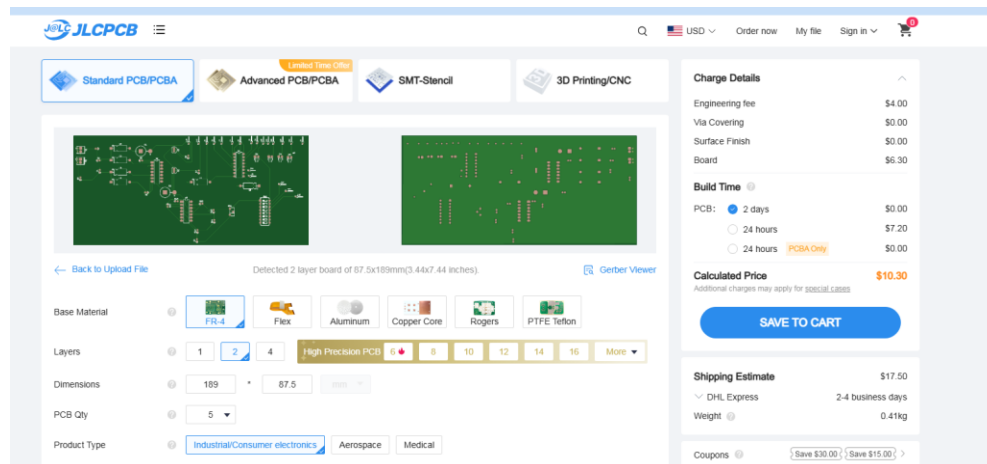 J@LC JLCPCB
USD Order now My file Sign in 0
Limited Time Offer
Standard PCB/PCBA Advanced PCB/PCBA SMT-Stencil 3D Printing/CNC
Back to Upload File Detected 2 layer board of 87.5x189mm(3.44x7.44 inches). Gerber Viewer
Base Material FR-4 Flex Aluminum Copper Core Rogers PTFE Teflon
Layers 1 2 4 High Precision PCB 6 8 10 12 14 16 More
Dimensions 189 * 87.5 mm
PCB Qty 5
Product Type Industrial/Consumer electronics Aerospace Medical
Charge Details
Engineering fee $4.00
Via Covering $0.00
Surface Finish $0.00
Board $6.30
Build Time
PCB: 2 days $0.00
24 hours $7.20
24 hours PCBA Only $0.00
Calculated Price $10.30
Additional charges may apply for special cases
SAVE TO CART
Shipping Estimate $17.50
DHL Express 2-4 business days
Weight 0.41kg
Coupons Save $30.00 Save $15.00